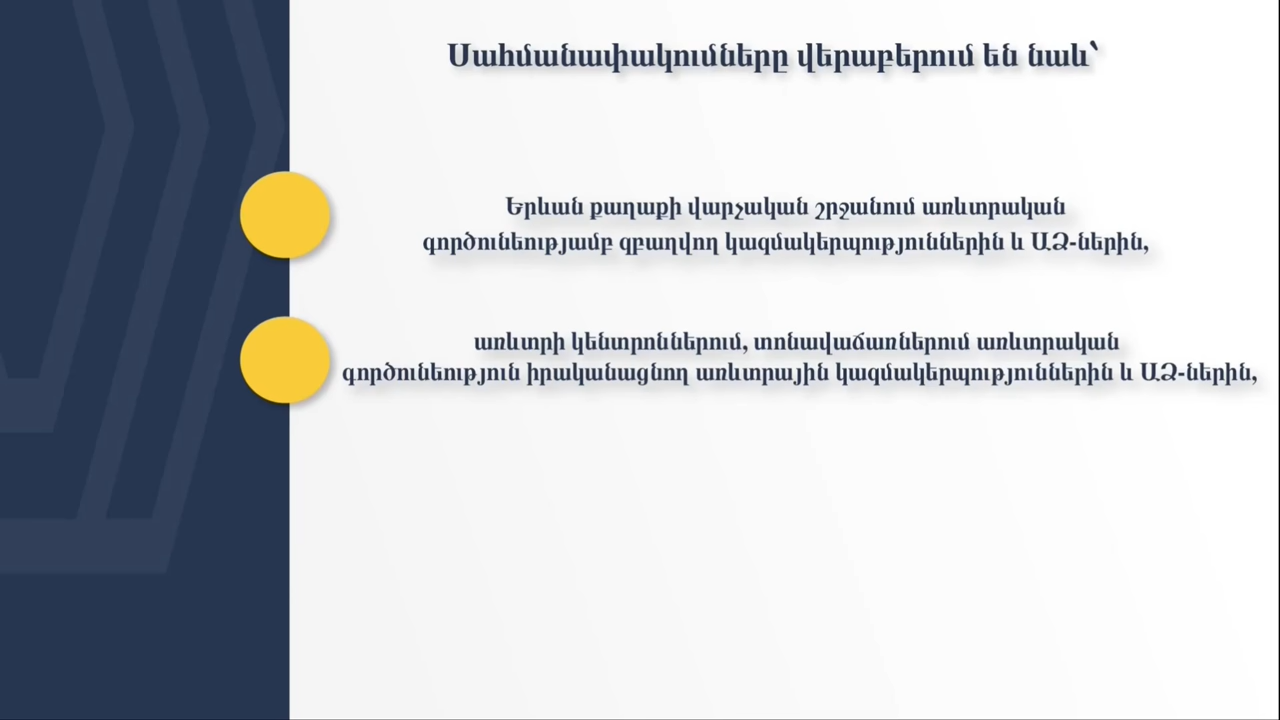 Սահմանափակումները վերաբերում են նաև՝
Երևան քաղաքի վարչական շրջանում առևտրական
գործունեությամբ զբաղվող կազմակերպություններին և ԱՁ-ներին,
առևտրի կենտրոններում, տոնավաճառներում առևտրական
գործունեություն իրականացնող առևտրային կազմակերպություններին և ԱՁ-ներին,